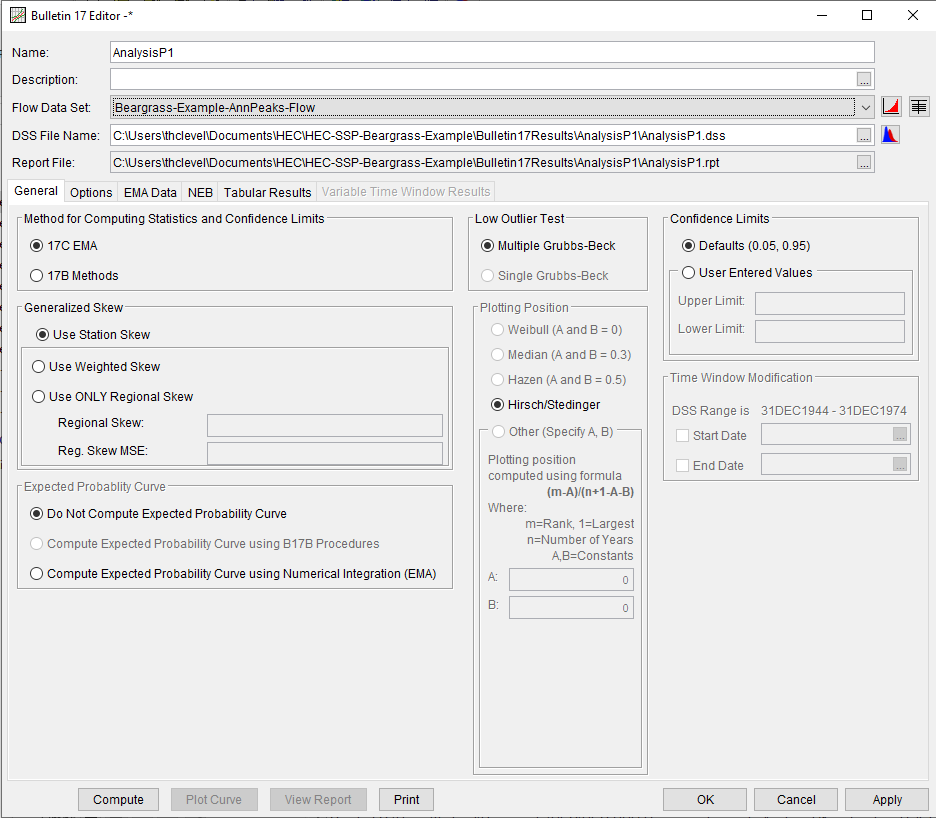 Bulletin 17 Editor -*
Name: AnalysisP1
Description: ...
Flow Data Set: Beargrass-Example-AnnPeaks-Flow
DSS File Name: C:\Users\thclevel\Documents\HEC\HEC-SSP-Beargrass-Example\Bulletin17Results\AnalysisP1\AnalysisP1.dss ...
Report File: C:\Users\thclevel\Documents\HEC\HEC-SSP-Beargrass-Example\Bulletin17Results\AnalysisP1\AnalysisP1.rpt ...
General Options EMA Data NEB Tabular Results Variable Time Window Results
Method for Computing Statistics and Confidence Limits
17C EMA
17B Methods
Generalized Skew
Use Station Skew
Use Weighted Skew
Use ONLY Regional Skew
Regional Skew:
Reg. Skew MSE:
Expected Probablity Curve
Do Not Compute Expected Probability Curve
Compute Expected Probability Curve using B17B Procedures
Compute Expected Probability Curve using Numerical Integration (EMA)
Low Outlier Test
Multiple Grubbs-Beck
Single Grubbs-Beck
Plotting Position
Weibull (A and B = 0)
Median (A and B = 0.3)
Hazen (A and B = 0.5)
Hirsch/Stedinger
Other (Specify A, B)
Plotting position
computed using formula
(m-A)/(n+1-A-B)
Where:
m=Rank, 1=Largest
n=Number of Years
A,B=Constants
A: 0
B: 0
Confidence Limits
Defaults (0.05, 0.95)
User Entered Values
Upper Limit:
Lower Limit:
Time Window Modification
DSS Range is 31DEC1944 - 31DEC1974
Start Date ...
End Date ...
Compute Plot Curve View Report Print OK Cancel Apply